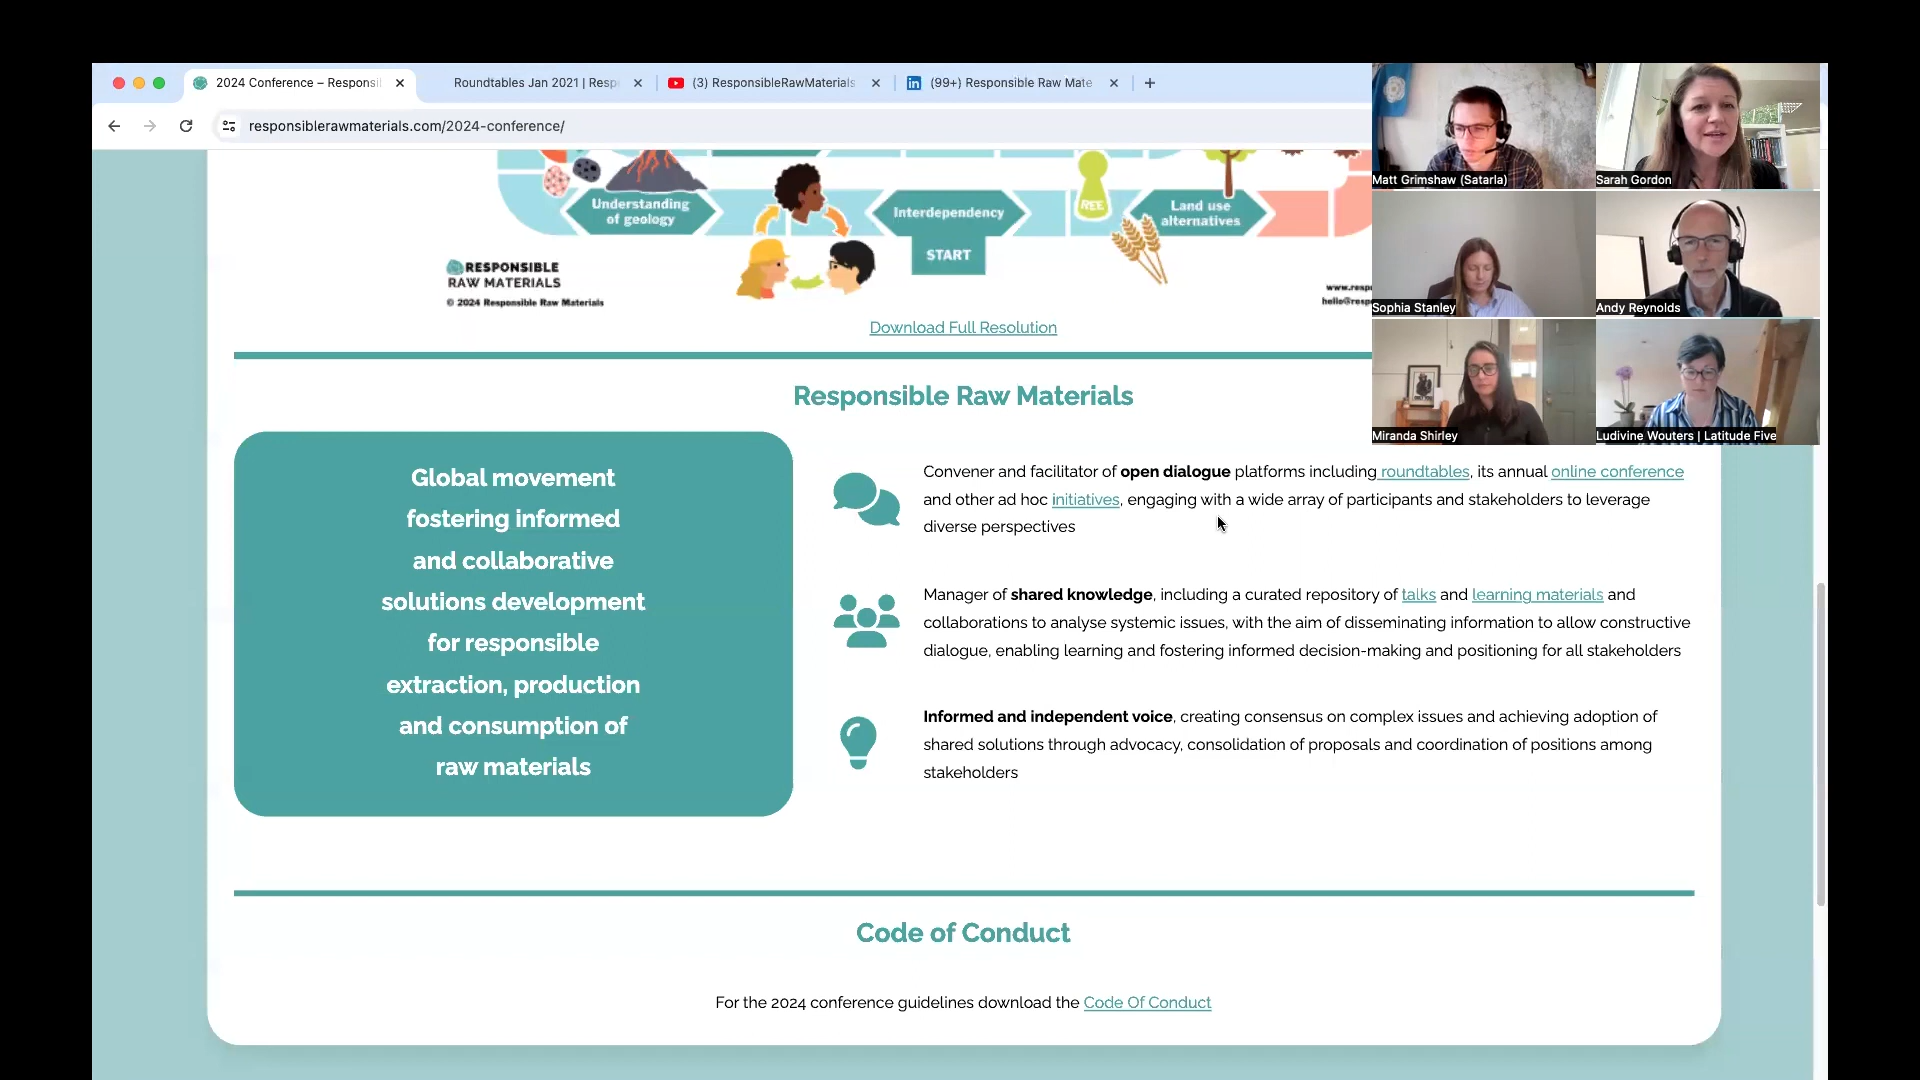 2024 Conference – Responsi
Roundtables Jan 2021 | Resp
(3) ResponsibleRawMaterials
(99+) Responsible Raw Mate
responsiblerawmaterials.com/2024-conference/
Matt Grimshaw (Satarla)
Sarah Gordon
Sophia Stanley
Andy Reynolds
Miranda Shirley
Ludivine Wouters | Latitude Five
Understanding
of geology
Interdependency
START
REE
Land use
alternatives
RESPONSIBLE
RAW MATERIALS
© 2024 Responsible Raw Materials
Download Full Resolution
Responsible Raw Materials
Global movement
fostering informed
and collaborative
solutions development
for responsible
extraction, production
and consumption of
raw materials
Convener and facilitator of open dialogue platforms including roundtables, its annual online conference
and other ad hoc initiatives, engaging with a wide array of participants and stakeholders to leverage
diverse perspectives
Manager of shared knowledge, including a curated repository of talks and learning materials and
collaborations to analyse systemic issues, with the aim of disseminating information to allow constructive
dialogue, enabling learning and fostering informed decision-making and positioning for all stakeholders
Informed and independent voice, creating consensus on complex issues and achieving adoption of
shared solutions through advocacy, consolidation of proposals and coordination of positions among
stakeholders
Code of Conduct
For the 2024 conference guidelines download the Code Of Conduct